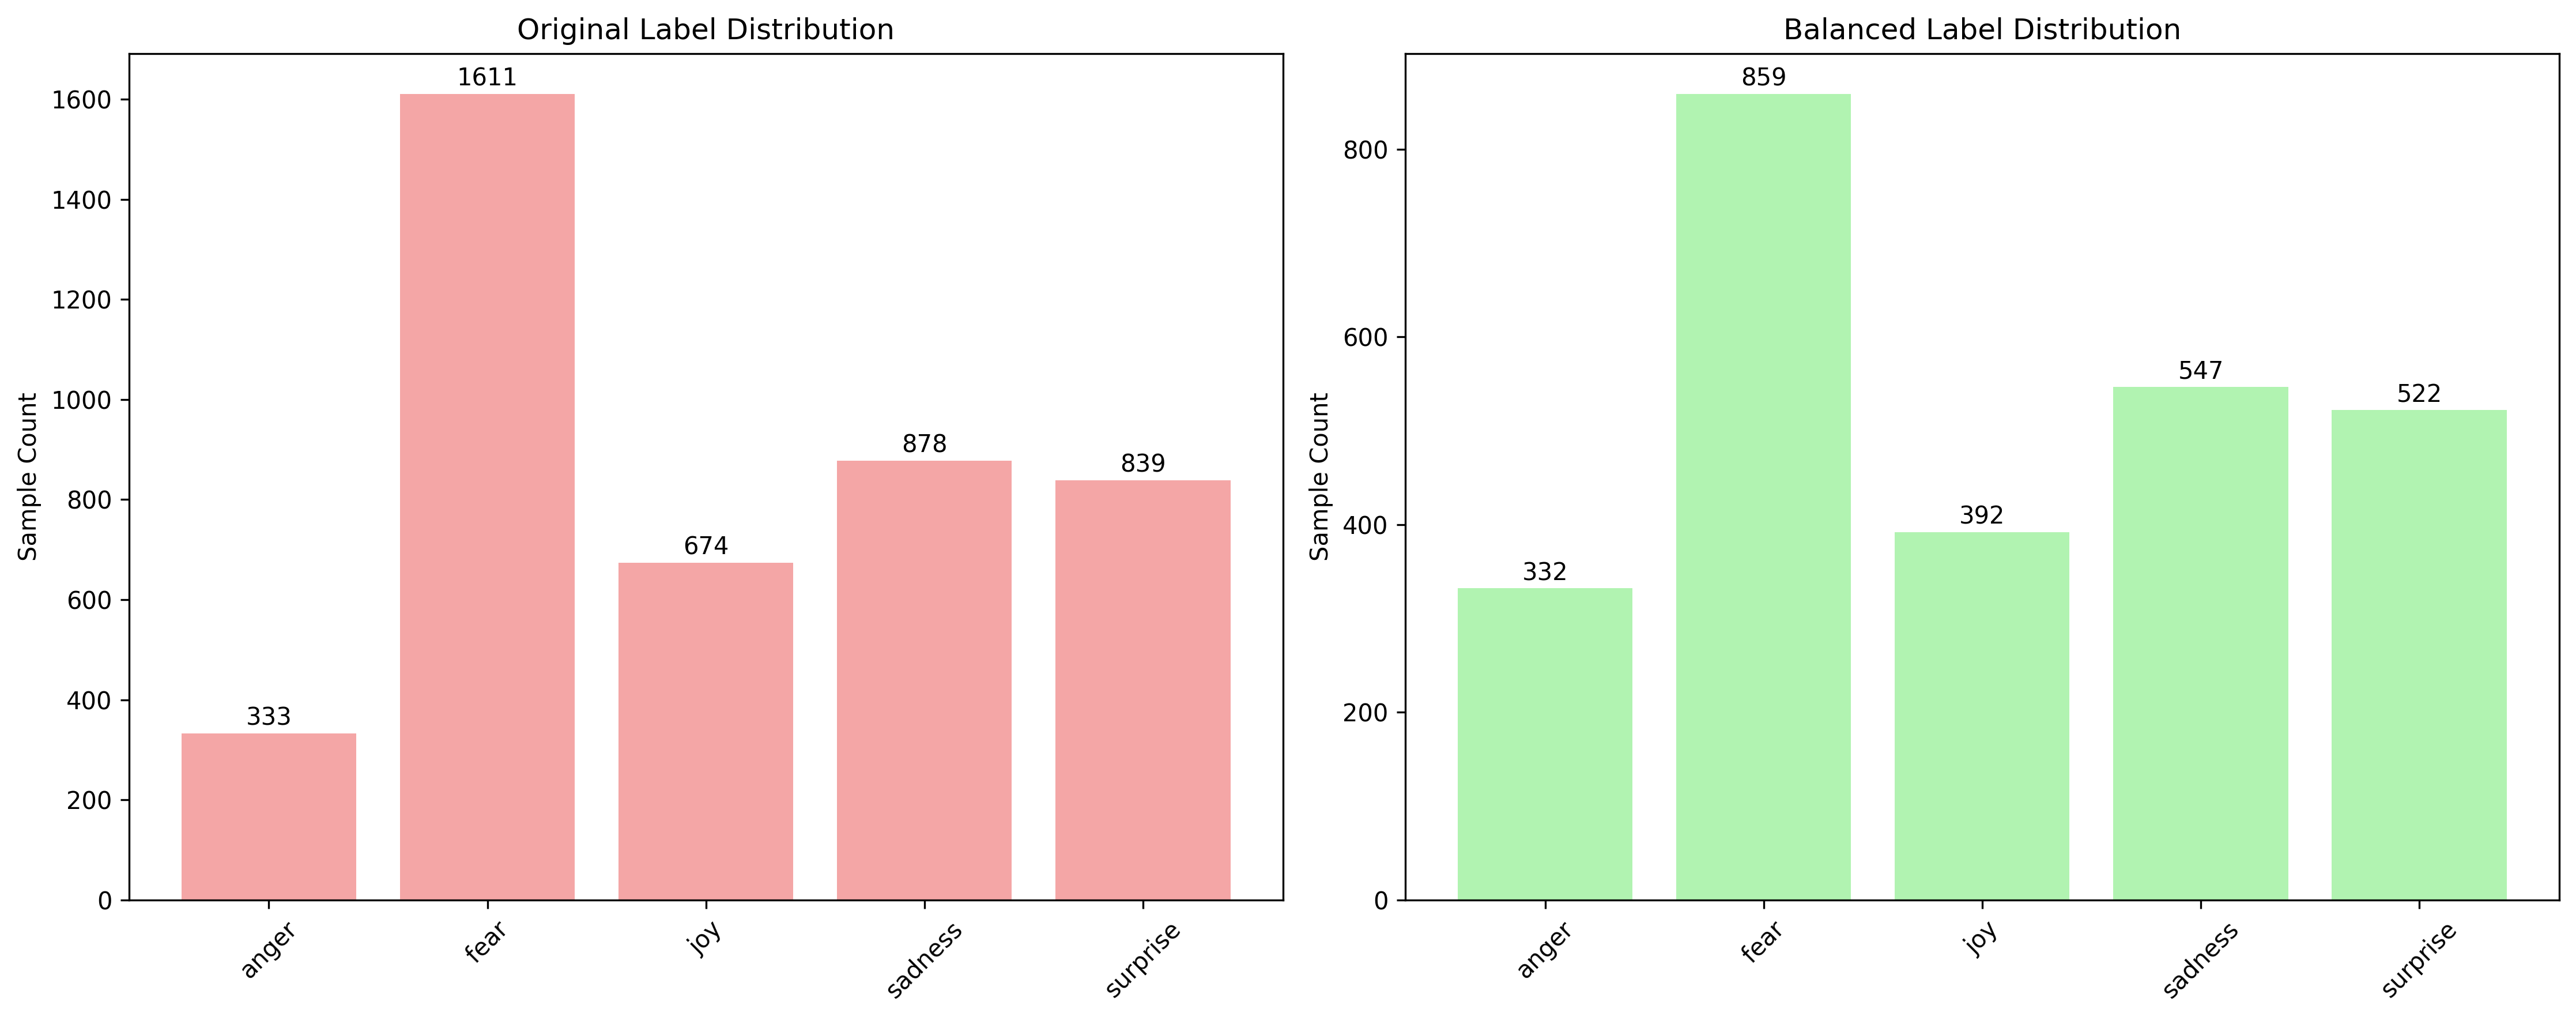 Original Label Distribution
Sample Count
1600
1400
1200
1000
800
600
400
200
0
333
1611
674
878
839
anger
fear
joy
sadness
surprise
Balanced Label Distribution
Sample Count
800
600
400
200
0
332
859
392
547
522
anger
fear
joy
sadness
surprise